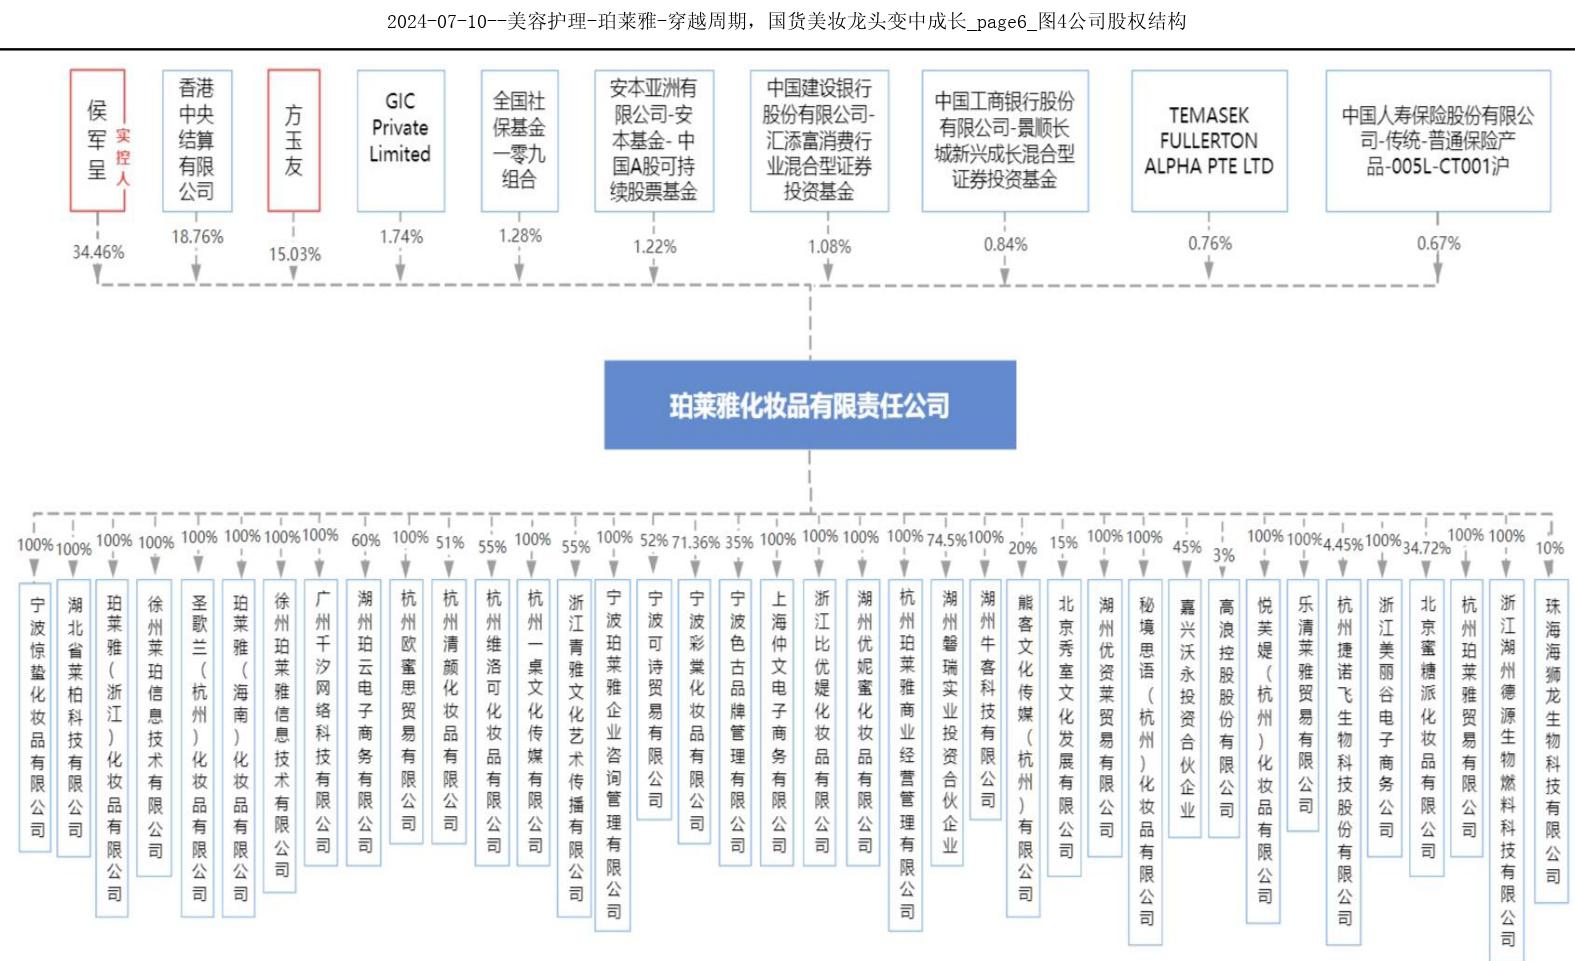 2024-07-10--美容护理-珀莱雅-穿越周期，国货美妆龙头变中成长_page6_图4公司股权结构
侯军呈
实控人
香港
中央
结算
有限
公司
方玉友
GIC
Private
Limited
全国社
保基金
一零九
组合
安本亚洲有
限公司-安
本基金- 中
国A股可持
续股票基金
中国建设银行
股份有限公司-
汇添富消费行
业混合型证券
投资基金
中国工商银行股份
有限公司-景顺长
城新兴成长混合型
证券投资基金
TEMASEK
FULLERTON
ALPHA PTE LTD
中国人寿保险股份有限公
司-传统-普通保险产
品-005L-CT001沪
34.46%
18.76%
15.03%
1.74%
1.28%
1.22%
1.08%
0.84%
0.76%
0.67%
珀莱雅化妆品有限责任公司
100%
宁波惊蛰化妆品有限公司
100%
湖北省莱柏科技有限公司
100%
珀莱雅(浙江)化妆品有限公司
100%
徐州莱珀信息技术有限公司
100%
圣歌兰(杭州)化妆品有限公司
100%
珀莱雅(海南)化妆品有限公司
100%
徐州珀莱雅信息技术有限公司
100%
广州千汐网络科技有限公司
60%
湖州珀云电子商务有限公司
100%
杭州欧蜜思贸易有限公司
51%
杭州清颜化妆品有限公司
55%
杭州维洛可化妆品有限公司
100%
杭州一桌文化传媒有限公司
55%
浙江青雅文化艺术传播有限公司
100%
宁波珀莱雅企业咨询管理有限公司
52%
宁波可诗贸易有限公司
71.36%
宁波彩棠化妆品有限公司
35%
宁波色古品牌管理有限公司
100%
上海仲文电子商务有限公司
100%
浙江比优媞化妆品有限公司
100%
湖州优妮蜜化妆品有限公司
100%
杭州珀莱雅商业经营管理有限公司
74.5%
湖州磐瑞实业投资合伙企业
100%
湖州牛客科技有限公司
20%
熊客文化传媒(杭州)有限公司
15%
北京秀室文化发展有限公司
100%
湖州优资莱贸易有限公司
100%
秘境思语(杭州)化妆品有限公司
45%
嘉兴沃永投资合伙企业
3%
高浪控股股份有限公司
100%
悦芙媞(杭州)化妆品有限公司
100%
乐清莱雅贸易有限公司
4.45%
杭州捷诺飞生物科技股份有限公司
100%
浙江美丽谷电子商务公司
34.72%
北京蜜糖派化妆品有限公司
100%
杭州珀莱雅贸易有限公司
100%
浙江湖州德源生物燃料科技有限公司
10%
珠海海狮龙生物科技有限公司